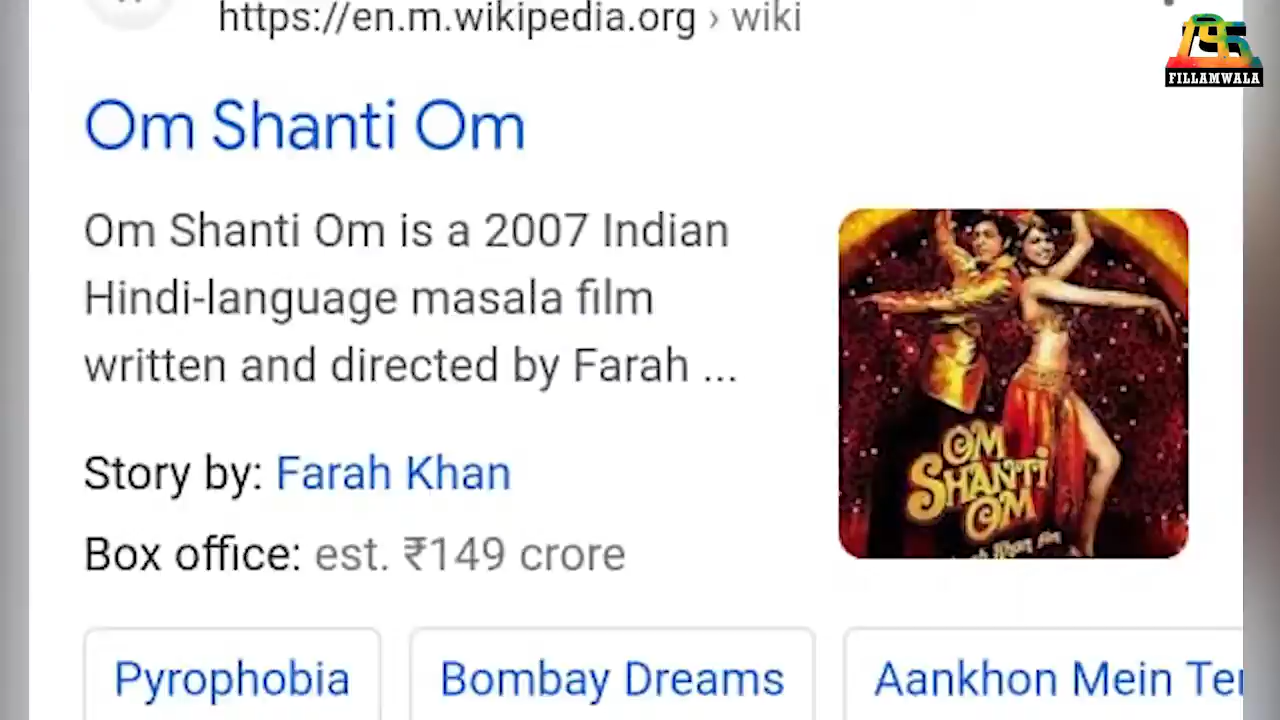 https://en.m.wikipedia.org › wiki
FILLAMWALA
Om Shanti Om
Om Shanti Om is a 2007 Indian
Hindi-language masala film
written and directed by Farah ...
OM
SHANTI
OM
Story by: Farah Khan
Box office: est. ₹149 crore
Pyrophobia
Bombay Dreams
Aankhon Mein Ter